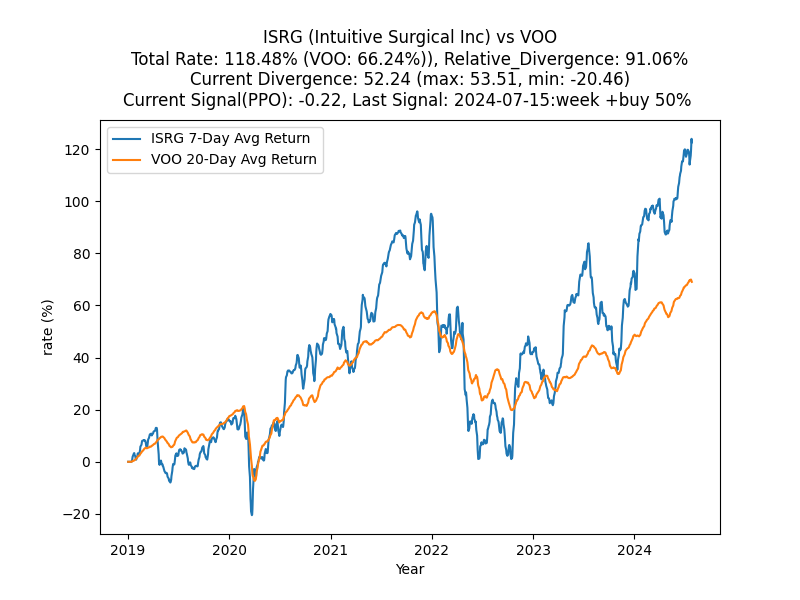 ISRG (Intuitive Surgical Inc) vs VOO
Total Rate: 118.48% (VOO: 66.24%)), Relative_Divergence: 91.06%
Current Divergence: 52.24 (max: 53.51, min: -20.46)
Current Signal(PPO): -0.22, Last Signal: 2024-07-15:week +buy 50%
ISRG 7-Day Avg Return
VOO 20-Day Avg Return
rate (%)
120
100
80
60
40
20
0
−20
2019 2020 2021 2022 2023 2024
Year